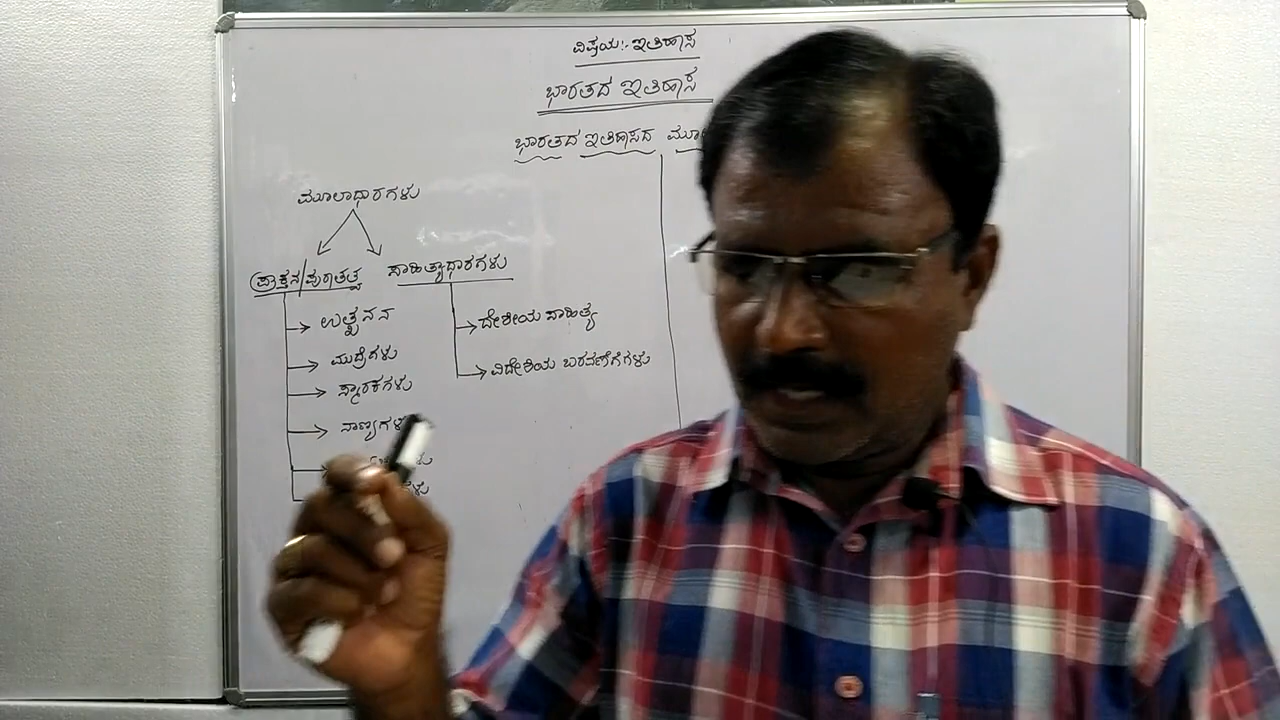 ವಿಷಯ:- ಇತಿಹಾಸ
ಭಾರತದ ಇತಿಹಾಸ
ಭಾರತದ ಇತಿಹಾಸದ
ಮೂಲಾಧಾರಗಳು
ಪ್ರಾಕ್ತನ/ಪುರಾತತ್ವ
ಸಾಹಿತ್ಯಾಧಾರಗಳು
ಉತ್ಖನನ
ಮುದ್ರೆಗಳು
ಸ್ಮಾರಕಗಳು
ದೇಶೀಯ ಸಾಹಿತ್ಯ
ವಿದೇಶಿಯ ಬರವಣಿಗೆಗಳು